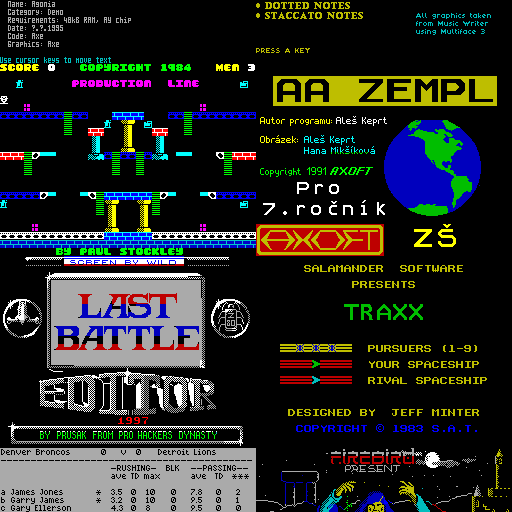 Name: Agonia
Category: Demo
Requirements: 48kB RAM, AY chip
Date: ?.?.1995
Code: Axe
Graphics: Axe
Use cursor keys to move text
SCORE 0 COPYRIGHT 1984 MEN 3
PRODUCTION LINE
BY PAUL STOCKLEY
SCREEN BY WILD
LAST
BATTLE
EDITOR
1997
BY PRUSAK FROM PRO HACKERS DYNASTY
Denver Broncos 0 v 0 Detroit Lions
--RUSHING- BLK --PASSING--
ave TD max ave TD ***
a James Jones * 3.5 0 10 0 7.8 0 2
b Garry James * 3.2 0 10 0 9.5 0 1
c Gary Ellerson 4.3 0 8 0 9.5 0 0
• DOTTED NOTES
• STACCATO NOTES
All graphics taken
from Music Writer
using Multiface 3
PRESS A KEY
AA ZEMPL
Autor programu: Aleš Keprt
Obrázek: Aleš Keprt
Hana Mikšíková
Copyright 1991 AXOFT
Pro
7.ročník
AXOFT
ZŠ
SALAMANDER SOFTWARE
PRESENTS
TRAXX
PURSUERS (1-9)
YOUR SPACESHIP
RIVAL SPACESHIP
DESIGNED BY JEFF MINTER
COPYRIGHT © 1983 S.A.T.
FIREBIRD
PRESENT